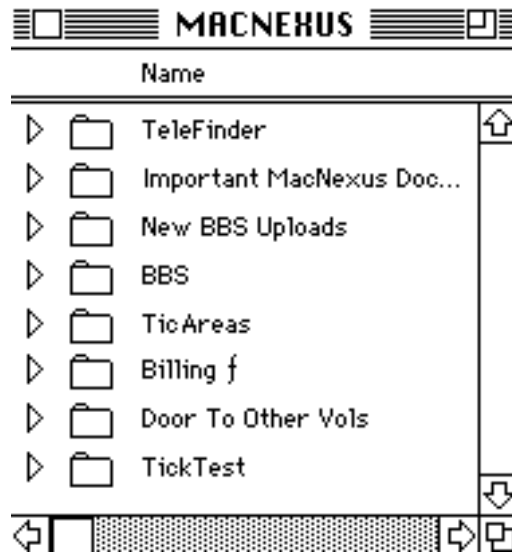 MACNEXUS
Name
TeleFinder
Important MacNexus Doc...
New BBS Uploads
BBS
TicAreas
Billing ƒ
Door To Other Vols
TickTest